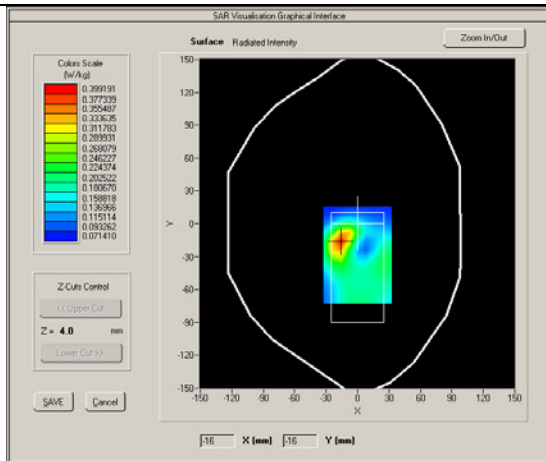 SAR Visualisation Graphical Interface
Surface Radiated Intensity
Zoom In/Out
Colors Scale
(W/kg)
0.399191
0.377339
0.355487
0.333635
0.311783
0.289931
0.268079
0.246227
0.224374
0.202522
0.180670
0.158818
0.136966
0.115114
0.093262
0.071410
Z-Cuts Control
<< Upper Cut
Z = 4.0 mm
Lower Cut >>
SAVE Cancel
150
120
90
60
30
0
-30
-60
-90
-120
-150
Y
-150 -120 -90 -60 -30 0 30 60 90 120 150
X
-16 X (mm) -16 Y (mm)